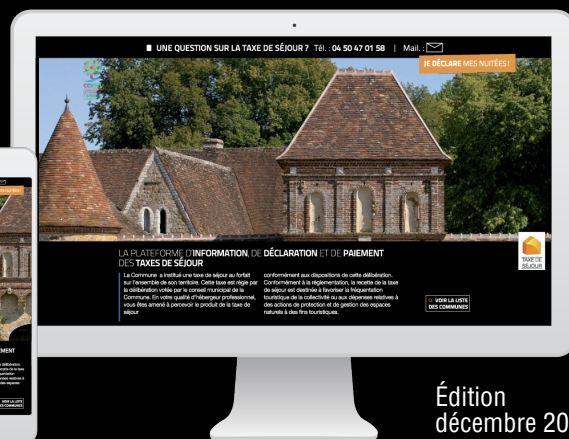 UNE QUESTION SUR LA TAXE DE SÉJOUR ? Tél. : 04 50 47 01 58 | Mail. :
JE DÉCLARE MES NUITÉES !
LA PLATEFORME D'INFORMATION, DE DÉCLARATION ET DE PAIEMENT
DES TAXES DE SÉJOUR
La Commune a institué une taxe de séjour au forfait
sur l'ensemble de son territoire. Cette taxe est régie par
la délibération votée par le conseil municipal de la
Commune. En votre qualité d'hébergeur professionnel,
vous êtes amené à percevoir le produit de la taxe de
séjour
conformément aux dispositions de cette délibération.
Conformément à la réglementation, la recette de la taxe
de séjour est destinée à favoriser la fréquentation
touristique de la collectivité ou aux dépenses relatives à
des actions de protection et de gestion des espaces
naturels à des fins touristiques.
TAXE DE
SÉJOUR
VOIR LA LISTE
DES COMMUNES
Édition
décembre 20